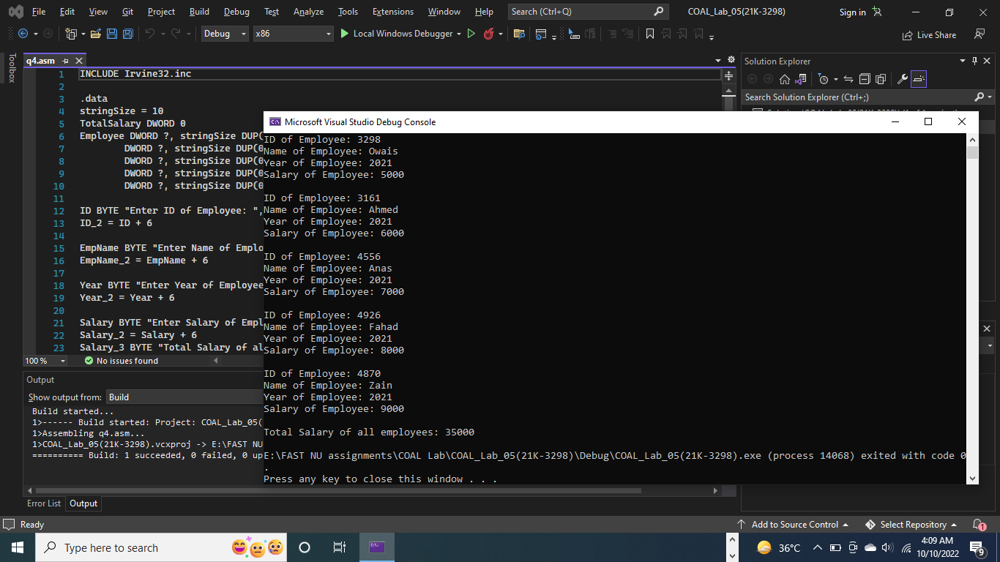 File Edit View Git Project Build Debug Test Analyze Tools Extensions Window Help Search (Ctrl+Q) COAL_Lab_05(21K-3298) Sign in
Debug x86 Local Windows Debugger Live Share
Toolbox
q4.asm
Solution Explorer
Search Solution Explorer (Ctrl+;)
1 INCLUDE Irvine32.inc
2
3 .data
4 stringSize = 10
5 TotalSalary DWORD 0
6 Employee DWORD ?, stringSize DUP(0
7 DWORD ?, stringSize DUP(0
8 DWORD ?, stringSize DUP(0
9 DWORD ?, stringSize DUP(0
10 DWORD ?, stringSize DUP(0
11
12 ID BYTE "Enter ID of Employee: ",
13 ID_2 = ID + 6
14
15 EmpName BYTE "Enter Name of Emplo
16 EmpName_2 = EmpName + 6
17
18 Year BYTE "Enter Year of Employee
19 Year_2 = Year + 6
20
21 Salary BYTE "Enter Salary of Empl
22 Salary_2 = Salary + 6
23 Salary_3 BYTE "Total Salary of al
100 % No issues found
Output
Show output from: Build
Build started...
1>------ Build started: Project: COAL_Lab_05(
1>Assembling q4.asm...
1>COAL_Lab_05(21K-3298).vcxproj -> E:\FAST NU
========== Build: 1 succeeded, 0 failed, 0 up
Error List Output
Microsoft Visual Studio Debug Console
ID of Employee: 3298
Name of Employee: Owais
Year of Employee: 2021
Salary of Employee: 5000
ID of Employee: 3161
Name of Employee: Ahmed
Year of Employee: 2021
Salary of Employee: 6000
ID of Employee: 4556
Name of Employee: Anas
Year of Employee: 2021
Salary of Employee: 7000
ID of Employee: 4926
Name of Employee: Fahad
Year of Employee: 2021
Salary of Employee: 8000
ID of Employee: 4870
Name of Employee: Zain
Year of Employee: 2021
Salary of Employee: 9000
Total Salary of all employees: 35000
E:\FAST NU assignments\COAL Lab\COAL_Lab_05(21K-3298)\Debug\COAL_Lab_05(21K-3298).exe (process 14068) exited with code 0
.
Press any key to close this window . . .
Ready Add to Source Control Select Repository 1
Type here to search 36°C 4:09 AM
10/10/2022 9